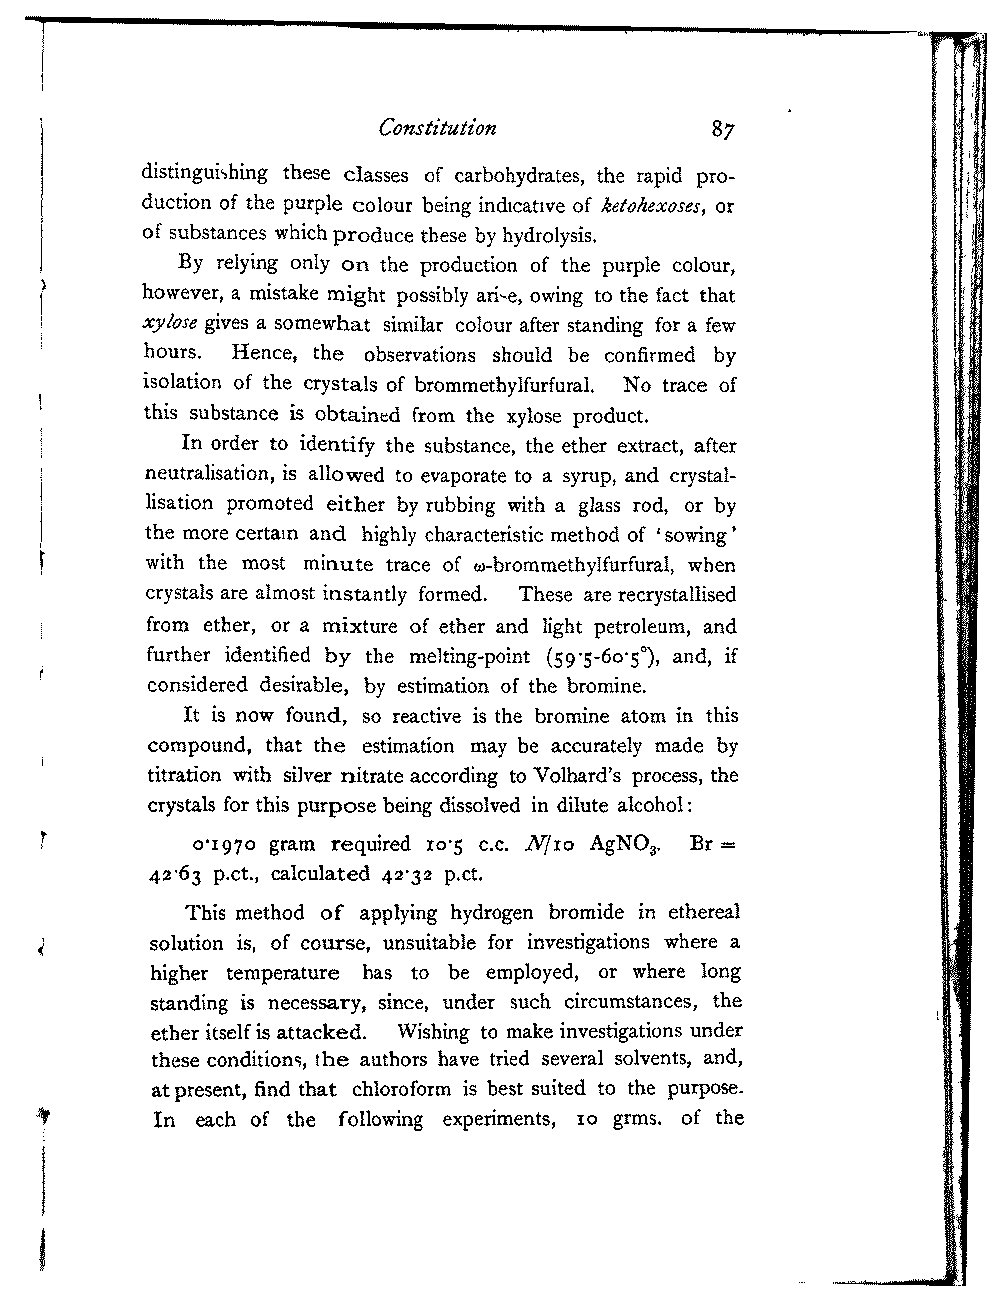 Constitution 87
distinguishing these classes of carbohydrates, the rapid pro-
duction of the purple colour being indicative of ketohexoses, or
of substances which produce these by hydrolysis.
By relying only on the production of the purple colour,
however, a mistake might possibly arise, owing to the fact that
xylose gives a somewhat similar colour after standing for a few
hours. Hence, the observations should be confirmed by
isolation of the crystals of brommethylfurfural. No trace of
this substance is obtained from the xylose product.
In order to identify the substance, the ether extract, after
neutralisation, is allowed to evaporate to a syrup, and crystal-
lisation promoted either by rubbing with a glass rod, or by
the more certain and highly characteristic method of ‘sowing’
with the most minute trace of ω-brommethylfurfural, when
crystals are almost instantly formed. These are recrystallised
from ether, or a mixture of ether and light petroleum, and
further identified by the melting-point (59·5-60·5°), and, if
considered desirable, by estimation of the bromine.
It is now found, so reactive is the bromine atom in this
compound, that the estimation may be accurately made by
titration with silver nitrate according to Volhard's process, the
crystals for this purpose being dissolved in dilute alcohol:
0·1970 gram required 10·5 c.c. N/10 AgNO₃. Br =
42·63 p.ct., calculated 42·32 p.ct.
This method of applying hydrogen bromide in ethereal
solution is, of course, unsuitable for investigations where a
higher temperature has to be employed, or where long
standing is necessary, since, under such circumstances, the
ether itself is attacked. Wishing to make investigations under
these conditions, the authors have tried several solvents, and,
at present, find that chloroform is best suited to the purpose.
In each of the following experiments, 10 grms. of the